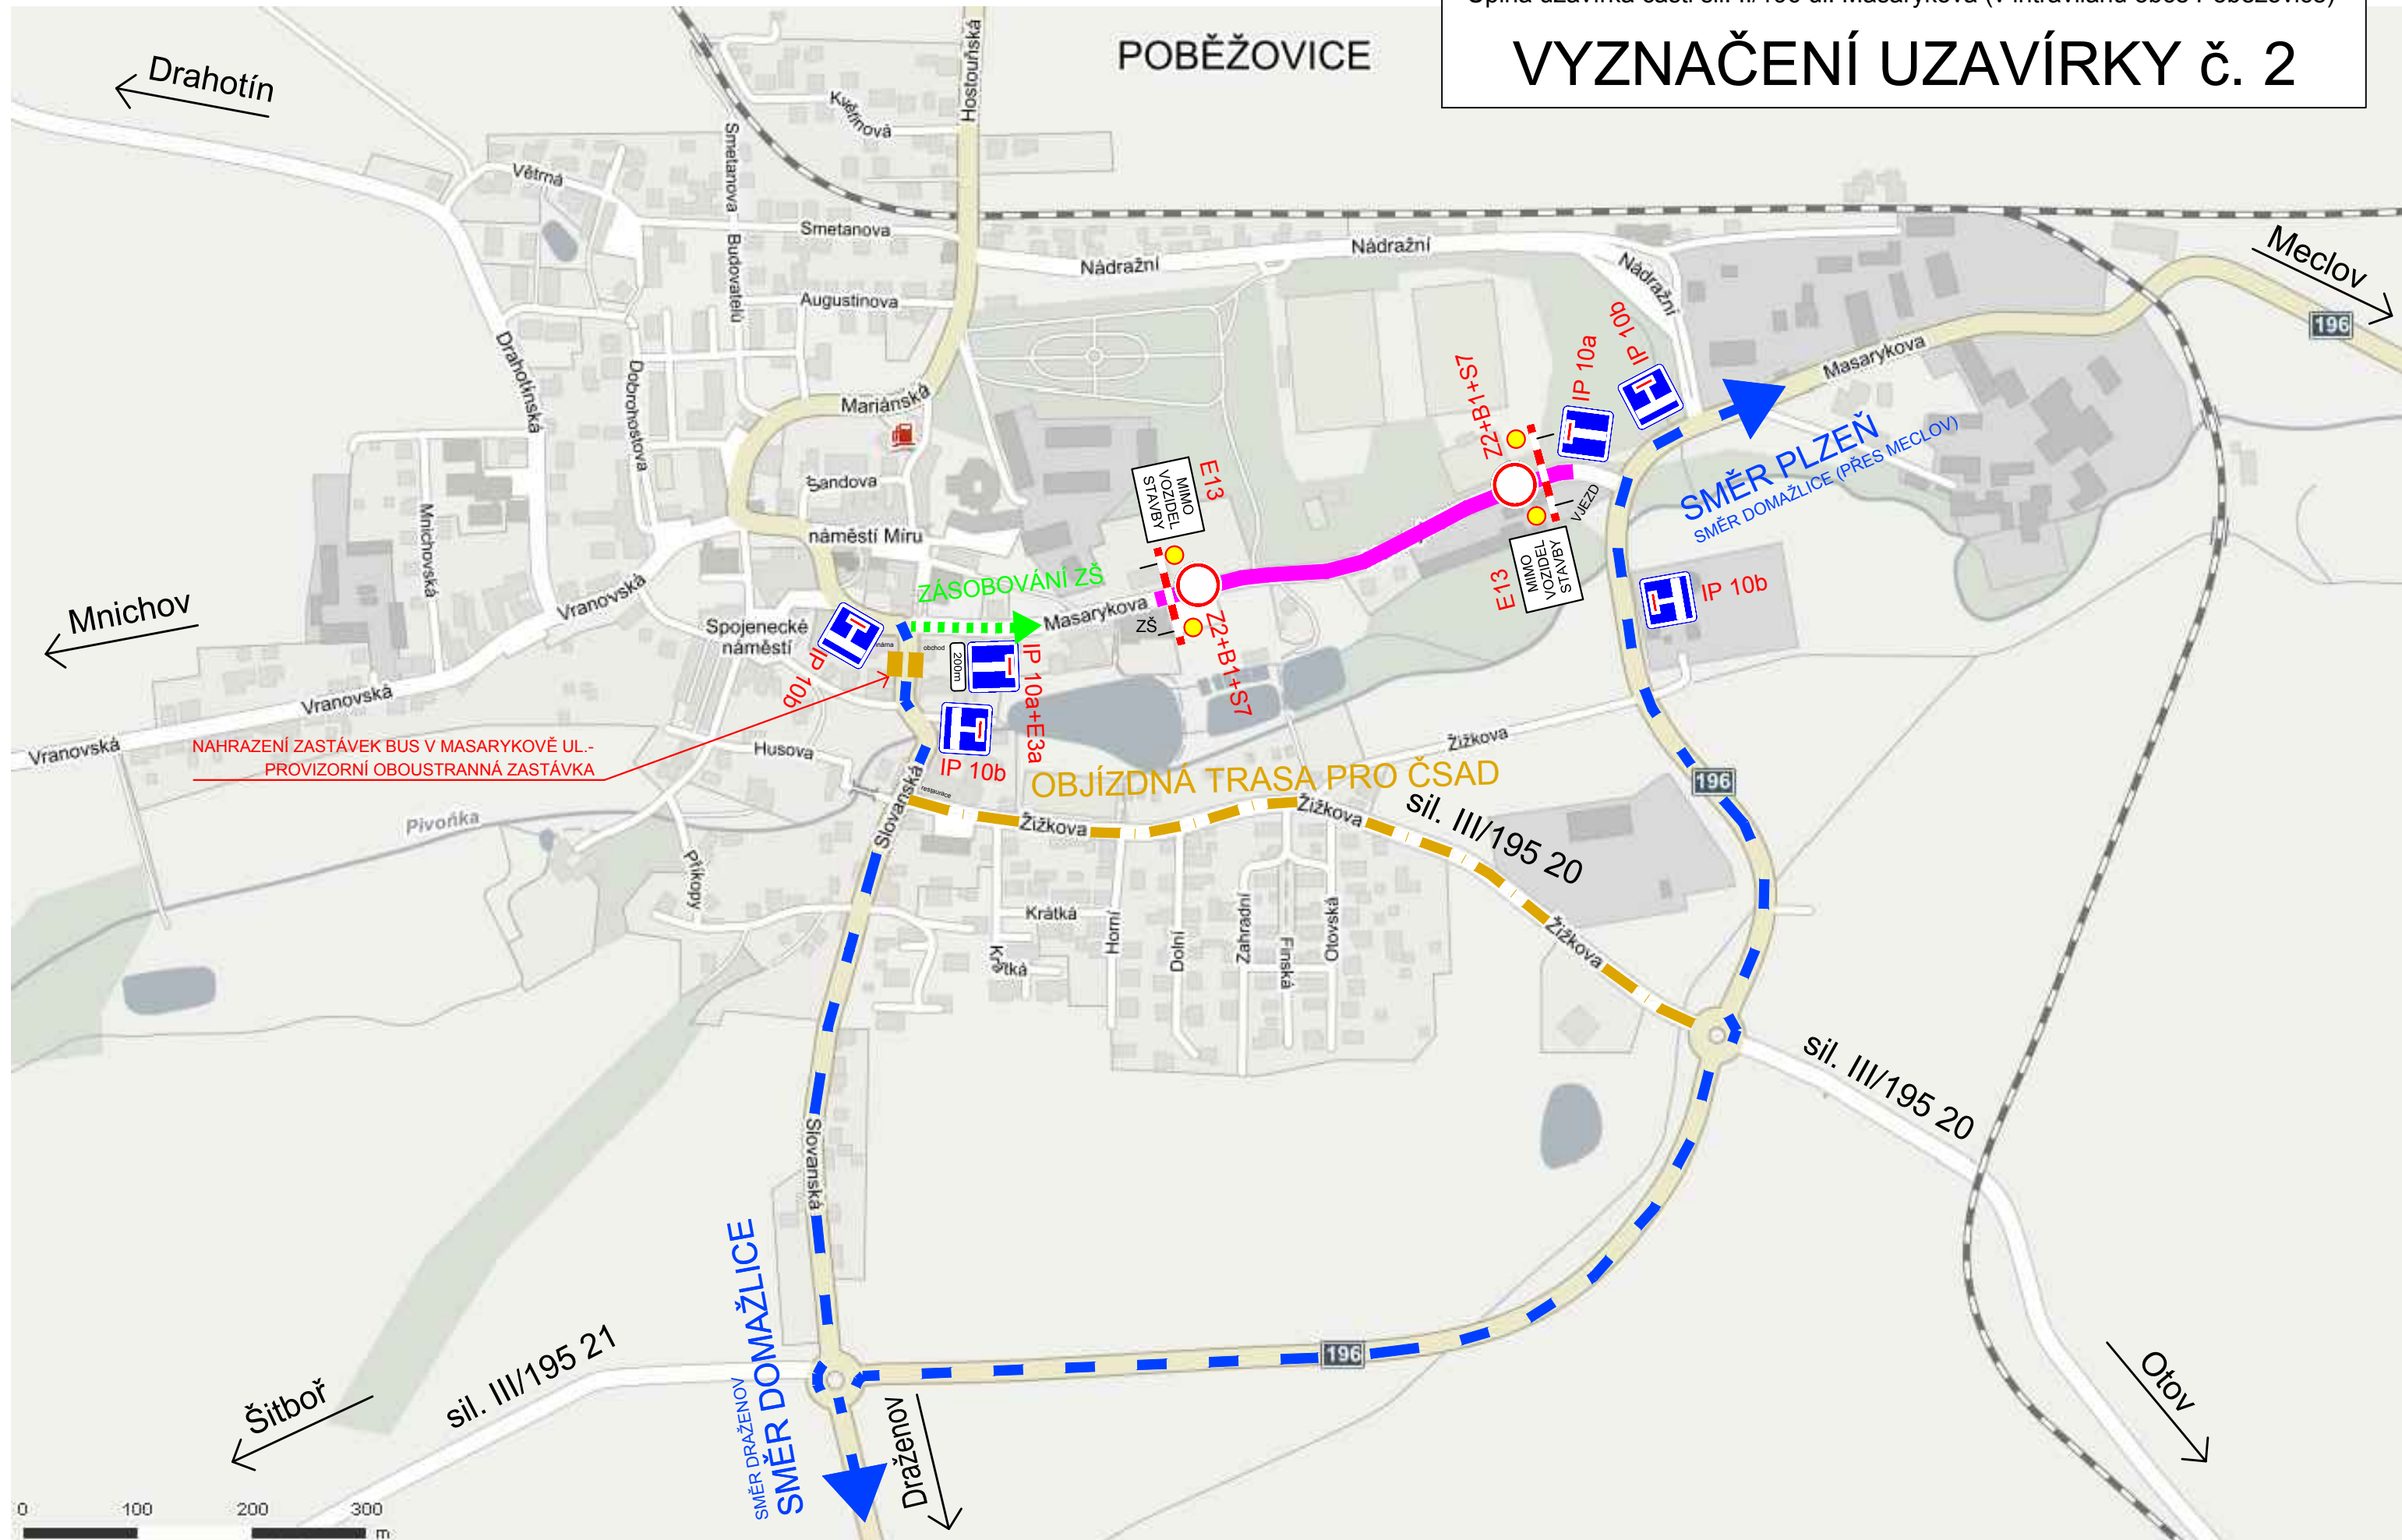 POBĚŽOVICE
VYZNAČENÍ UZAVÍRKY č. 2
Drahotín
Hostouňská
Květinová
Větrná
Smetanova
Smetanova
Budovatelů
Nádražní
Nádražní
Nádražní
Meclov
196
Augustinova
Drahotínská
Dobrohostova
Mariánská
Masarykova
IP 10b
IP 10a
Z2+B1+S7
SMĚR PLZEŇ
SMĚR DOMAŽLICE (PŘES MECLOV)
E13
MIMO
VOZIDEL
STAVBY
VJEZD
Šandova
Mnichovská
náměstí Míru
E13
MIMO
VOZIDEL
STAVBY
ZÁSOBOVÁNÍ ZŠ
Masarykova
ZŠ
Z2+B1+S7
IP 10b
Mnichov
Vranovská
Spojenecké
náměstí
IP 10b
obchod
200m
IP 10a+E3a
Vranovská
Vranovská
NAHRAZENÍ ZASTÁVEK BUS V MASARYKOVĚ UL.-
PROVIZORNÍ OBOUSTRANNÁ ZASTÁVKA
Husova
IP 10b
OBJÍZDNÁ TRASA PRO ČSAD
Žižkova
196
restaurace
Slovanská
Pivoňka
Žižkova
Žižkova
sil. III/195 20
Příkopy
Krátká
Krátká
Horní
Dolní
Zahradní
Finská
Otovská
Žižkova
sil. III/195 20
Slovanská
SMĚR DOMAŽLICE
SMĚR DRAŽENOV
196
sil. III/195 21
Šitboř
Draženov
Otov
0 100 200 300
m